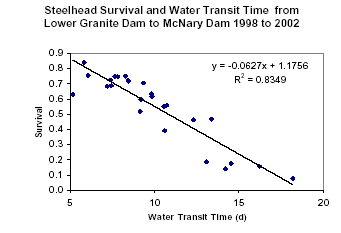 Steelhead Survival and Water Transit Time from
Lower Granite Dam to McNary Dam 1998 to 2002
y = -0.0627x + 1.1756
R² = 0.8349
Survival
0.9
0.8
0.7
0.6
0.5
0.4
0.3
0.2
0.1
0.0
5 10 15 20
Water Transit Time (d)